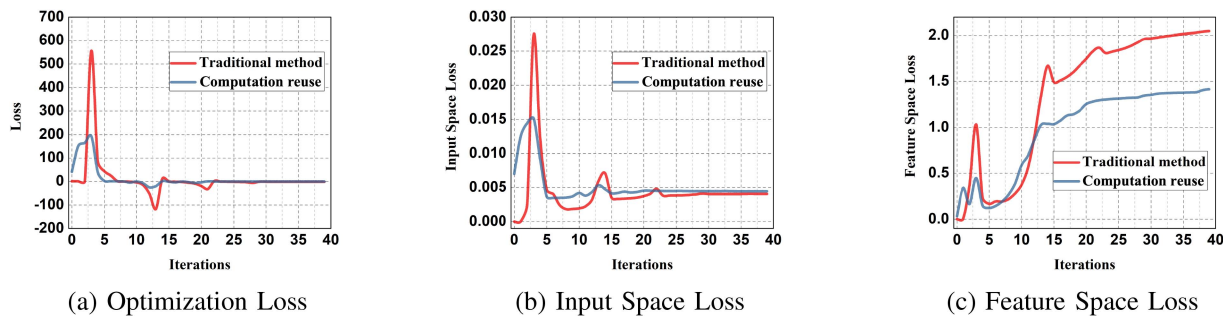 700
600
500
400
300
200
100
0
-100
-200
Loss
Traditional method
Computation reuse
0 5 10 15 20 25 30 35 40
Iterations
(a) Optimization Loss
0.030
0.025
0.020
0.015
0.010
0.005
0.000
Input Space Loss
Traditional method
Computation reuse
0 5 10 15 20 25 30 35 40
Iterations
(b) Input Space Loss
2.0
1.5
1.0
0.5
0.0
Feature Space Loss
Traditional method
Computation reuse
0 5 10 15 20 25 30 35 40
Iterations
(c) Feature Space Loss